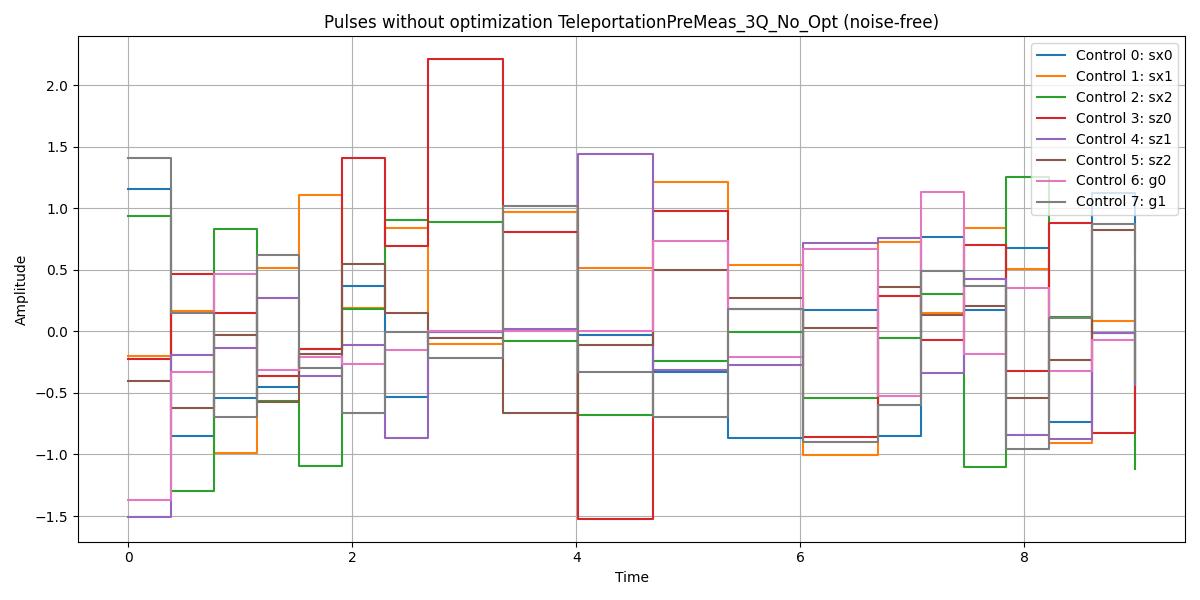 Pulses without optimization TeleportationPreMeas_3Q_No_Opt (noise-free)
Amplitude
2.0
1.5
1.0
0.5
0.0
−0.5
−1.0
−1.5
Control 0: sx0
Control 1: sx1
Control 2: sx2
Control 3: sz0
Control 4: sz1
Control 5: sz2
Control 6: g0
Control 7: g1
0 2 4 6 8
Time